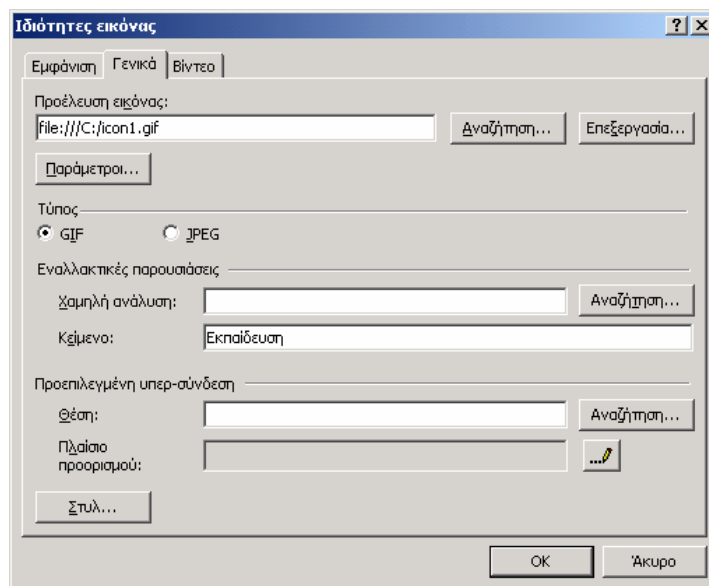 Ιδιότητες εικόνας
Εμφάνιση Γενικά Βίντεο
Προέλευση εικόνας:
file:///C:/icon1.gif Αναζήτηση... Επεξεργασία...
Παράμετροι...
Τύπος
GIF JPEG
Εναλλακτικές παρουσιάσεις
Χαμηλή ανάλυση: Αναζήτηση...
Κείμενο: Εκπαίδευση
Προεπιλεγμένη υπερ-σύνδεση
Θέση: Αναζήτηση...
Πλαίσιο
προορισμού: ...
Στυλ...
OK Άκυρο